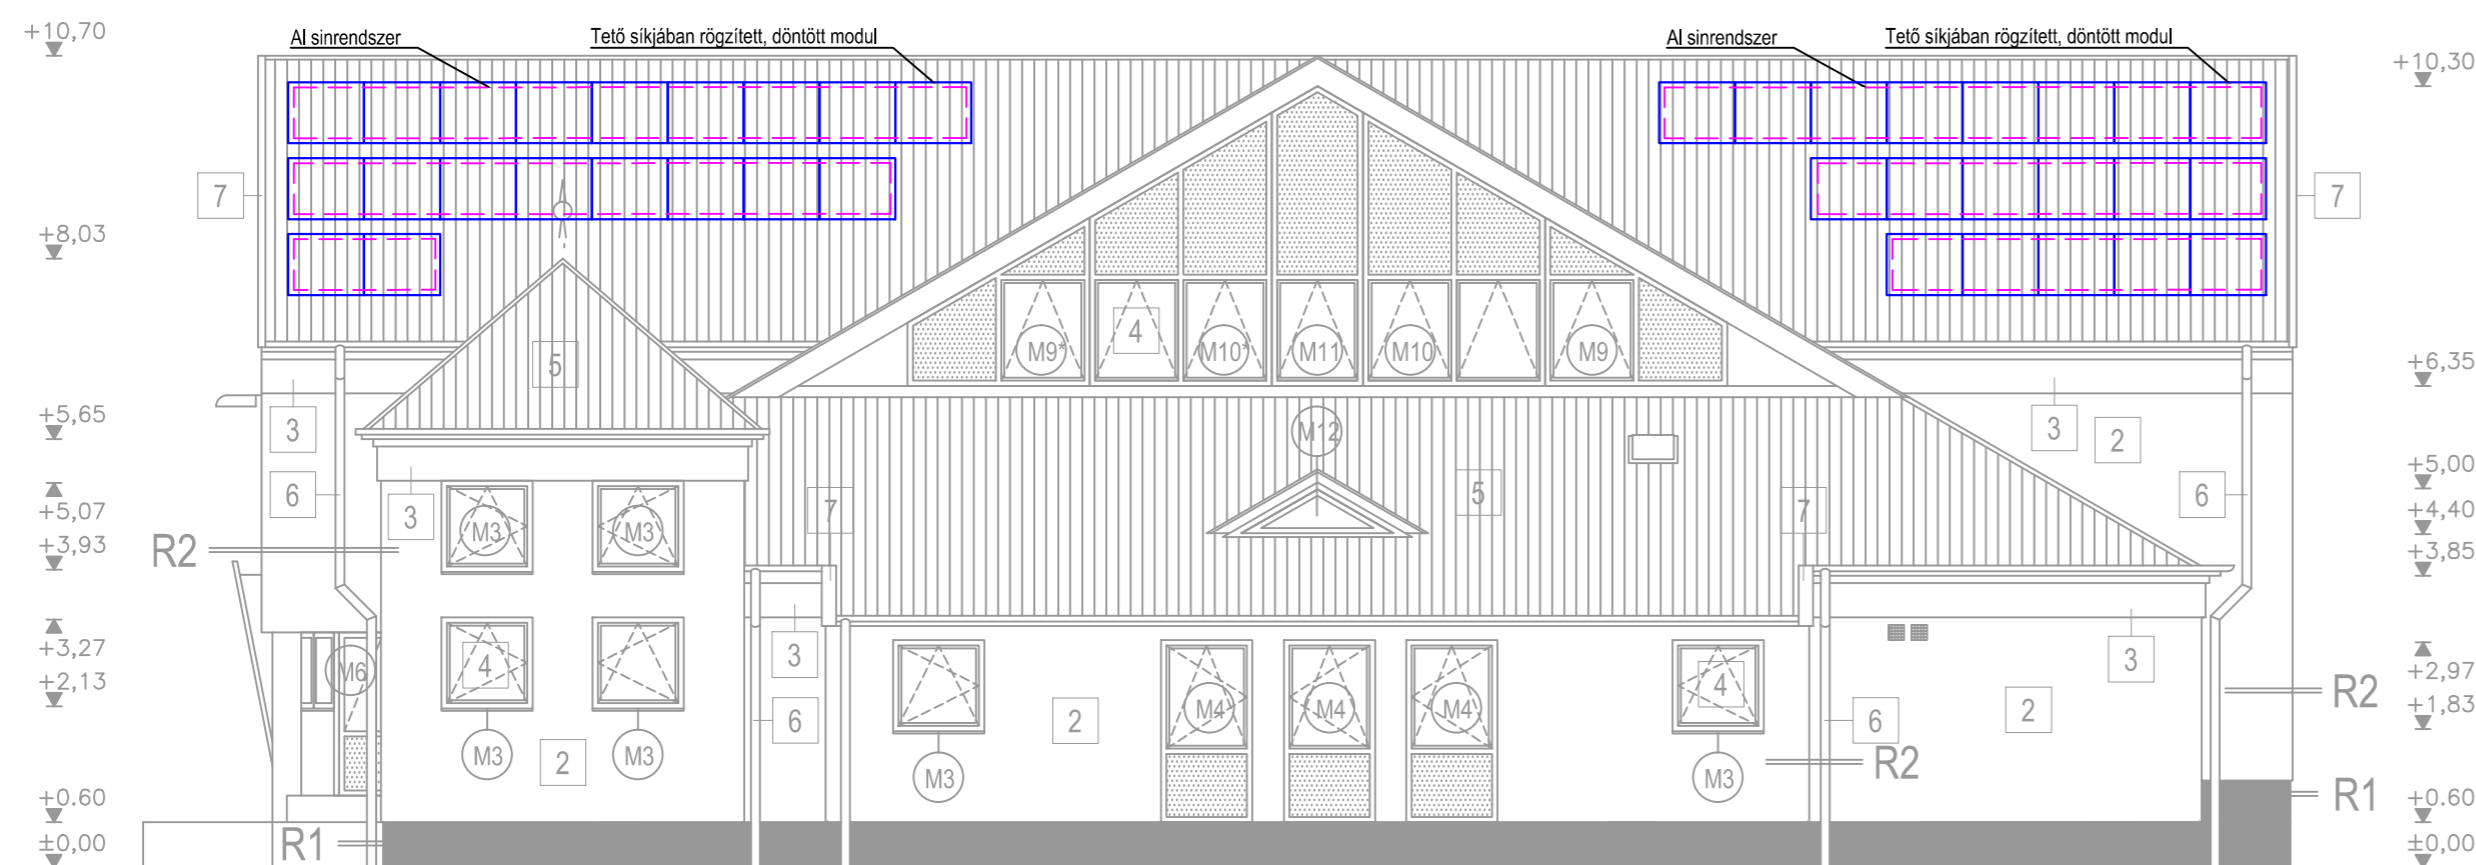 +10,70
Al sinrendszer
Tető síkjában rögzített, döntött modul
Al sinrendszer
Tető síkjában rögzített, döntött modul
+10,30
7
7
+8,03
5
M9*
4
M10*
M11
M10
M9
+6,35
+5,65
3
3
M12
3
2
+5,00
6
3
7
5
7
6
+5,07
M3
M3
+4,40
+3,93
R2
+3,85
+3,27
M6
4
3
4
3
+2,97
+2,13
6
2
M4
M4
M4
6
2
R2
+1,83
M3
2
M3
M3
M3
R2
+0.60
R1
+0.60
±0,00
R1
±0,00